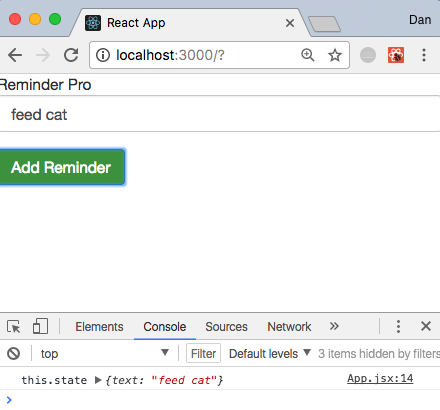 React App
Dan
localhost:3000/?
Reminder Pro
feed cat
Add Reminder
Elements Console Sources Network »
top Filter Default levels 3 items hidden by filters
this.state ▶{text: "feed cat"} App.jsx:14
>